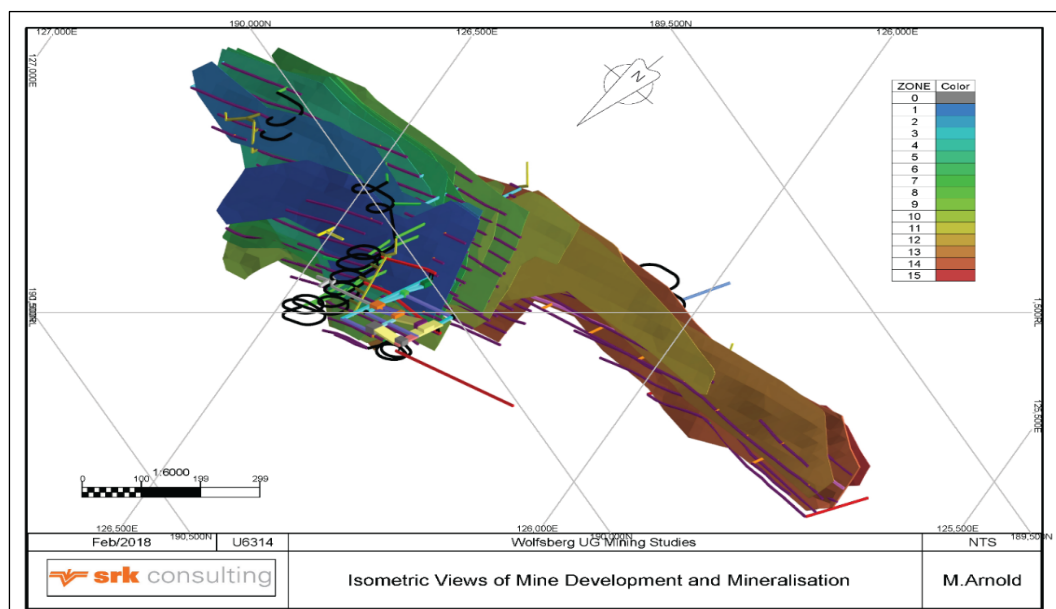 127,000E
190,000N
126,500E
189,500N
126,000E
127,000E
N
ZONE Color
0
1
2
3
4
5
6
7
8
9
10
11
12
13
14
15
1,500RL
125,500E
1:6000
0 100 199 299
126,500E
190,500N
126,000E
190,000N
125,500E
189,500N
Feb/2018 U6314 Wolfsberg UG Mining Studies NTS
srk consulting Isometric Views of Mine Development and Mineralisation M.Arnold